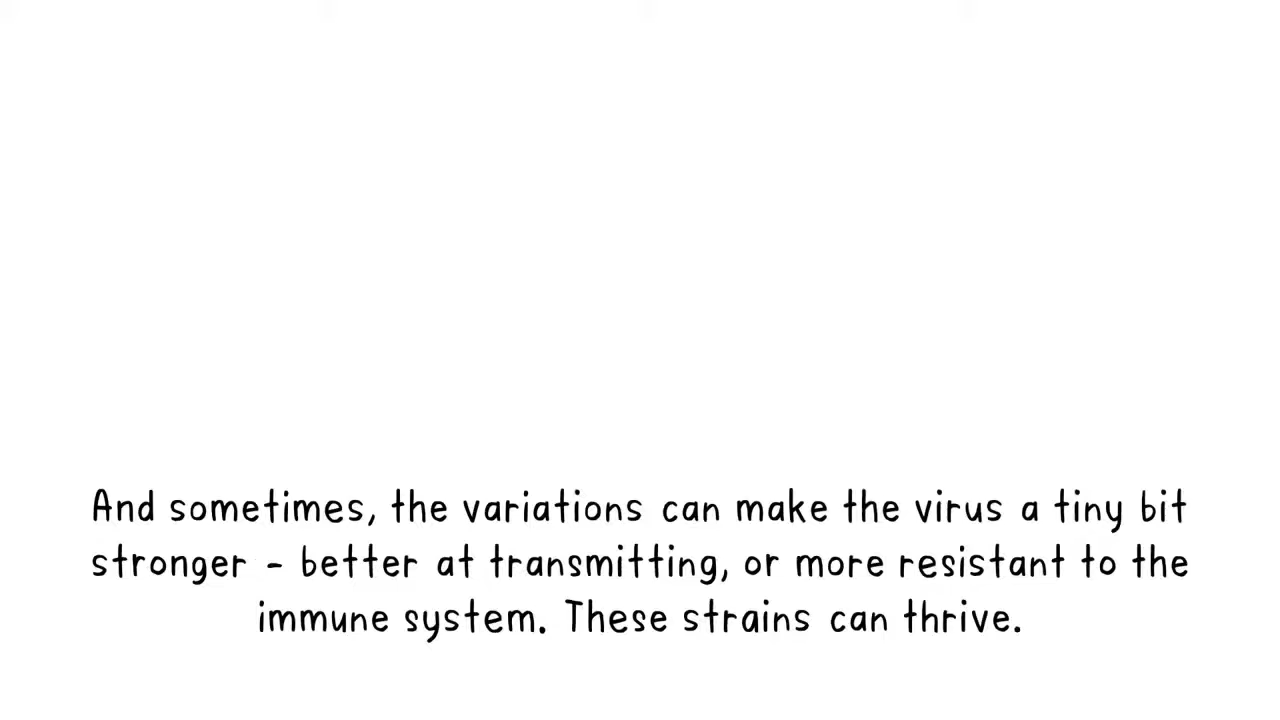 And sometimes, the variations can make the virus a tiny bit
stronger - better at transmitting, or more resistant to the
immune system. These strains can thrive.